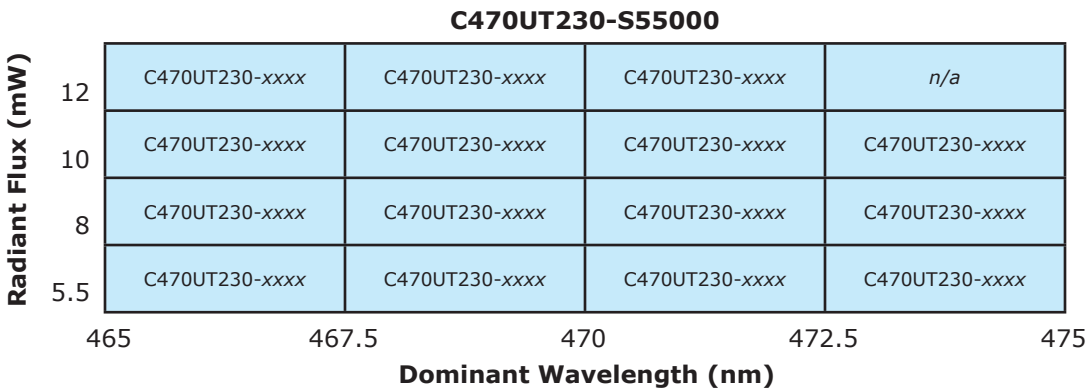 C470UT230-S55000
Radiant Flux (mW)
12 C470UT230-xxxx C470UT230-xxxx C470UT230-xxxx n/a
10 C470UT230-xxxx C470UT230-xxxx C470UT230-xxxx C470UT230-xxxx
8 C470UT230-xxxx C470UT230-xxxx C470UT230-xxxx C470UT230-xxxx
5.5 C470UT230-xxxx C470UT230-xxxx C470UT230-xxxx C470UT230-xxxx
465 467.5 470 472.5 475
Dominant Wavelength (nm)